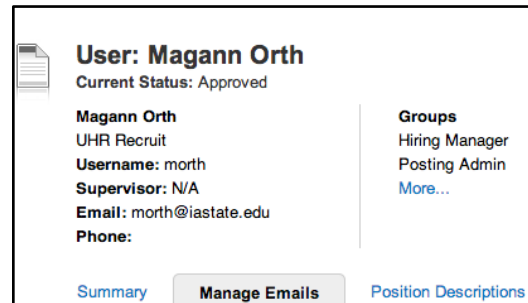 User: Magann Orth
Current Status: Approved
Magann Orth
UHR Recruit
Username: morth
Supervisor: N/A
Email: morth@iastate.edu
Phone:
Groups
Hiring Manager
Posting Admin
More...
Summary
Manage Emails
Position Descriptions